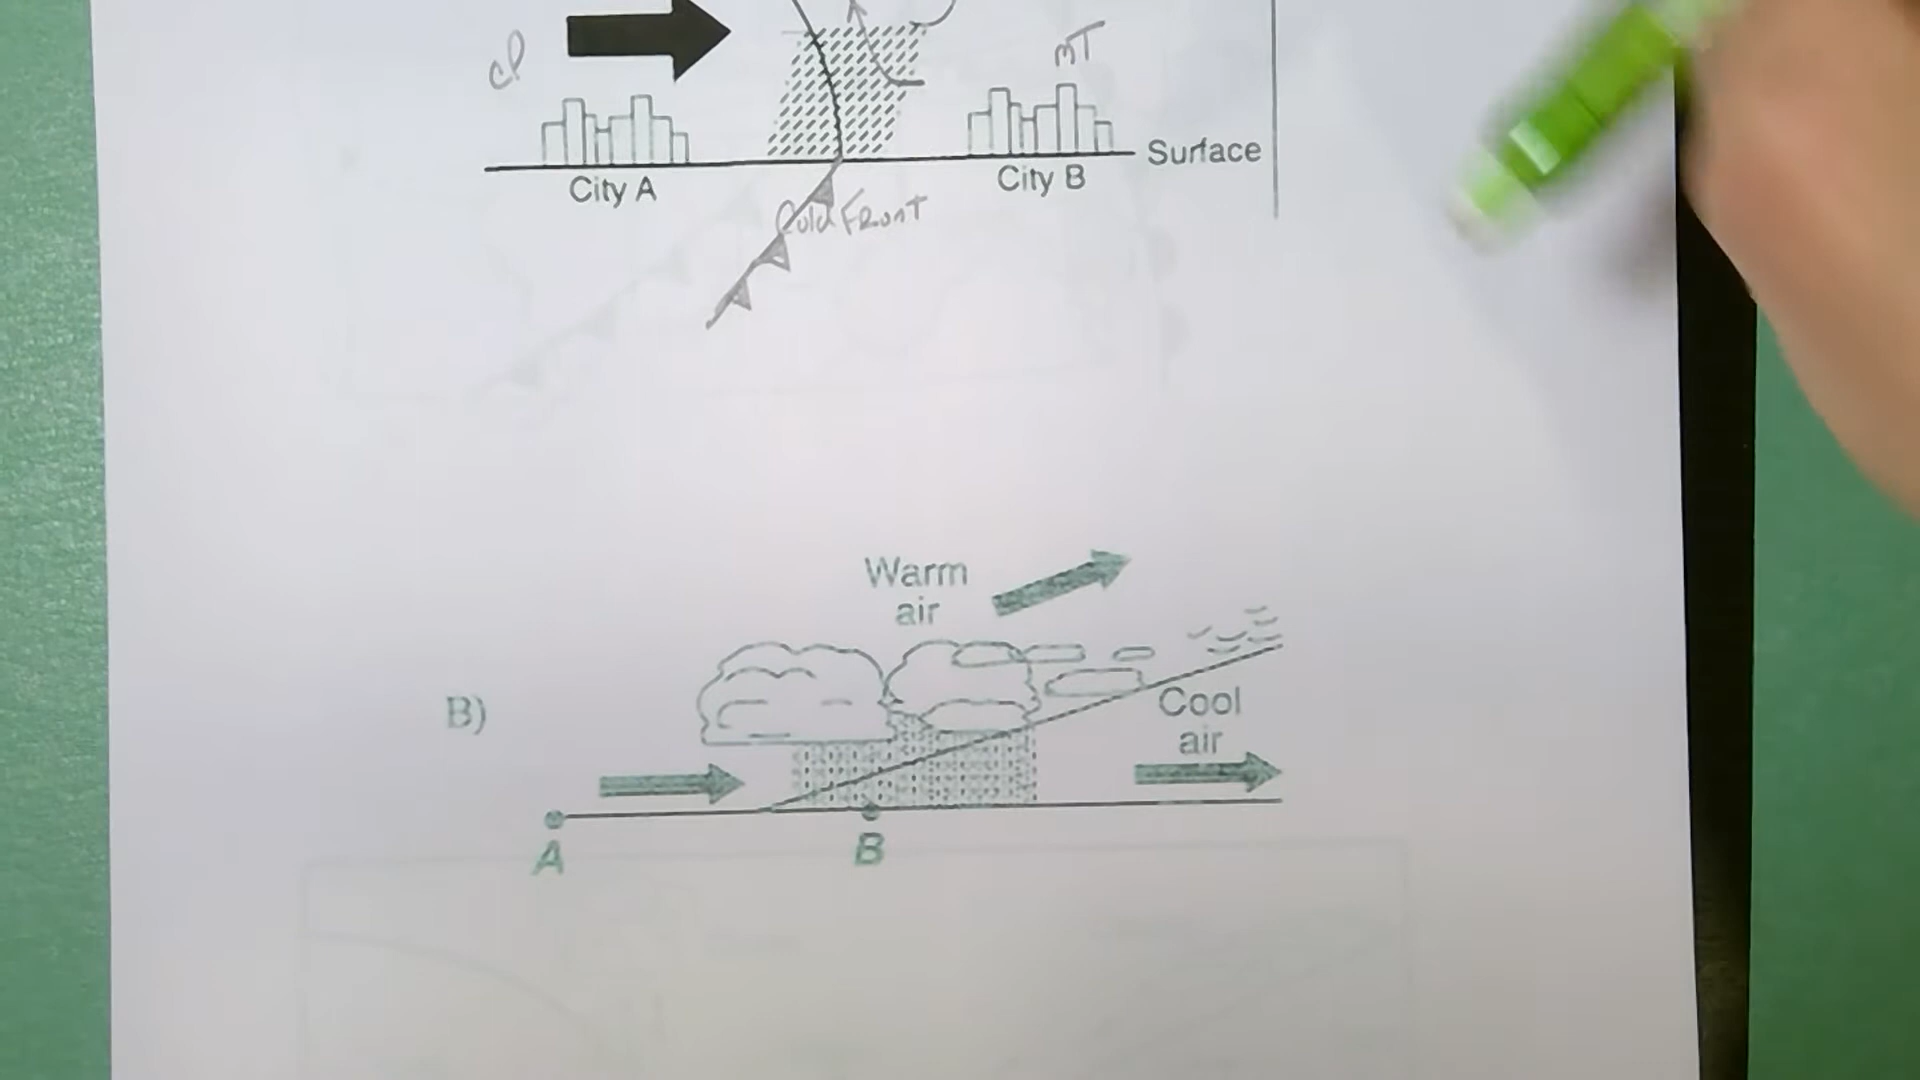 cP
mT
City A
City B
Surface
Cold Front
Warm
air
B)
Cool
air
A
B